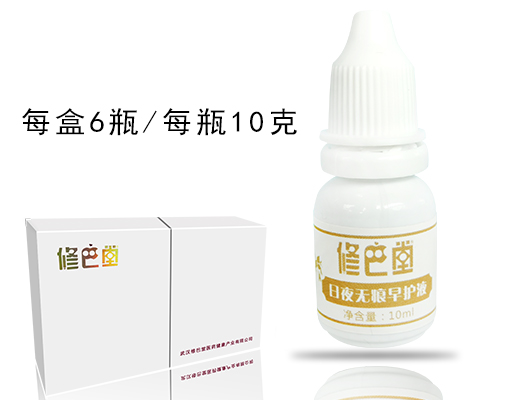 每盒6瓶/每瓶10克
修巴堂
修巴堂
日夜无痕早护液
净含量：10ml